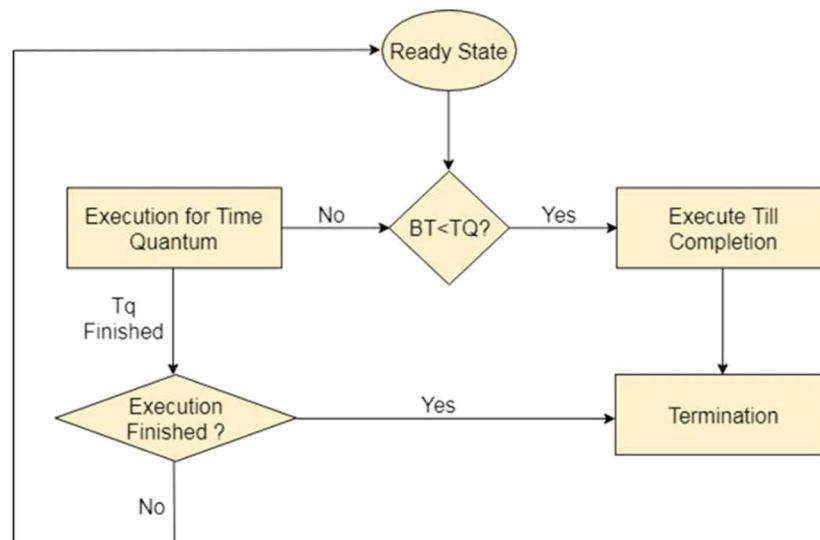 Ready State
Execution for Time
Quantum
No
BT<TQ?
Yes
Execute Till
Completion
Tq
Finished
Execution
Finished ?
Yes
Termination
No